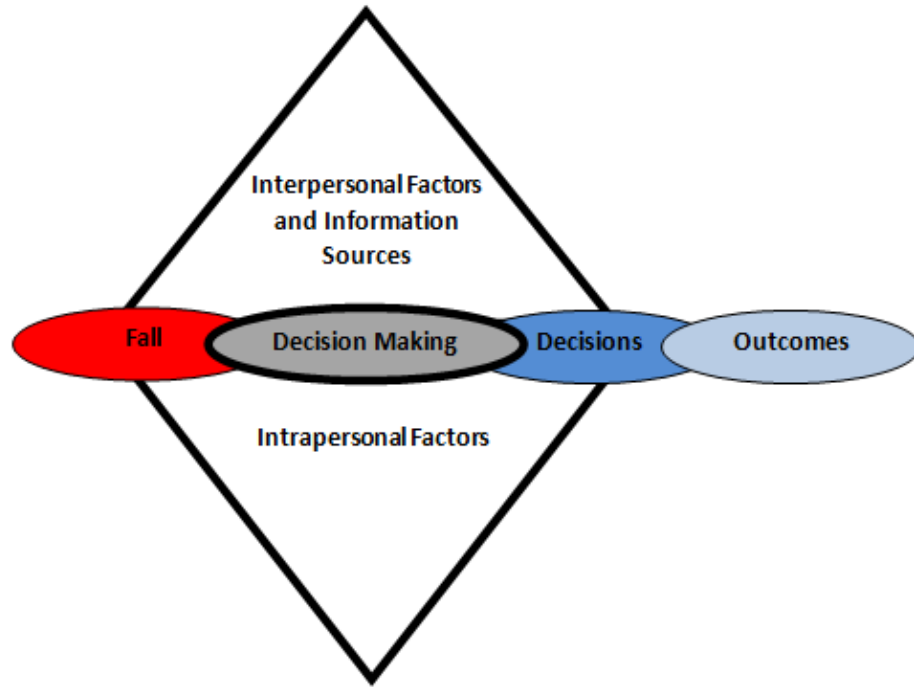 Interpersonal Factors
and Information
Sources
Fall
Decision Making
Decisions
Outcomes
Intrapersonal Factors